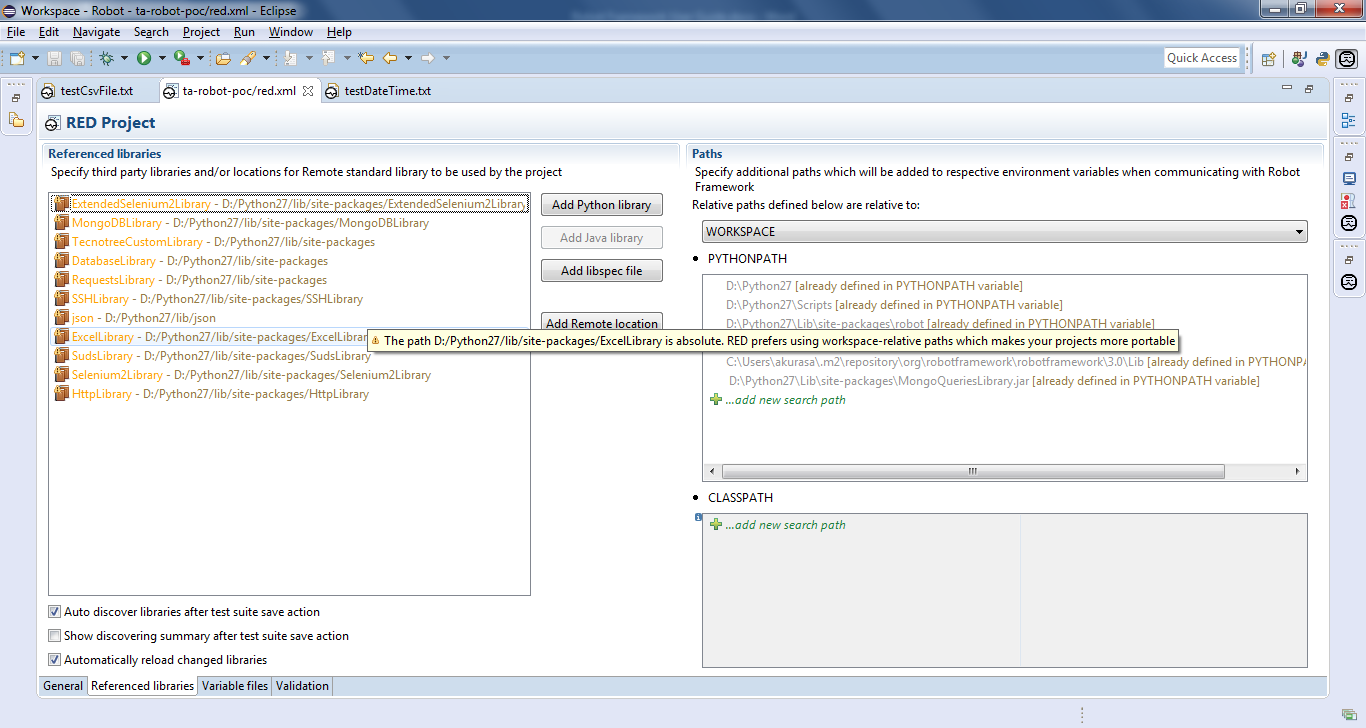 Workspace - Robot - ta-robot-poc/red.xml - Eclipse
File Edit Navigate Search Project Run Window Help
Quick Access
testCsvFile.txt ta-robot-poc/red.xml testDateTime.txt
RED Project
Referenced libraries
Specify third party libraries and/or locations for Remote standard library to be used by the project
ExtendedSelenium2Library - D:/Python27/lib/site-packages/ExtendedSelenium2Library
MongoDBLibrary - D:/Python27/lib/site-packages/MongoDBLibrary
TecnotreeCustomLibrary - D:/Python27/lib/site-packages
DatabaseLibrary - D:/Python27/lib/site-packages
RequestsLibrary - D:/Python27/lib/site-packages
SSHLibrary - D:/Python27/lib/site-packages/SSHLibrary
json - D:/Python27/lib/json
ExcelLibrary - D:/Python27/lib/site-packages/ExcelLibrar
SudsLibrary - D:/Python27/lib/site-packages/SudsLibrary
Selenium2Library - D:/Python27/lib/site-packages/Selenium2Library
HttpLibrary - D:/Python27/lib/site-packages/HttpLibrary
Add Python library
Add Java library
Add libspec file
Add Remote location
The path D:/Python27/lib/site-packages/ExcelLibrary is absolute. RED prefers using workspace-relative paths which makes your projects more portable
Auto discover libraries after test suite save action
Show discovering summary after test suite save action
Automatically reload changed libraries
Paths
Specify additional paths which will be added to respective environment variables when communicating with Robot
Framework
Relative paths defined below are relative to:
WORKSPACE
PYTHONPATH
D:\Python27 [already defined in PYTHONPATH variable]
D:\Python27\Scripts [already defined in PYTHONPATH variable]
D:\Python27\Lib\site-packages\robot [already defined in PYTHONPATH variable]
C:\Users\akurasa\.m2\repository\org\robotframework\robotframework\3.0\Lib [already defined in PYTHONPA
D:\Python27\Lib\site-packages\MongoQueriesLibrary.jar [already defined in PYTHONPATH variable]
...add new search path
CLASSPATH
...add new search path
General Referenced libraries Variable files Validation